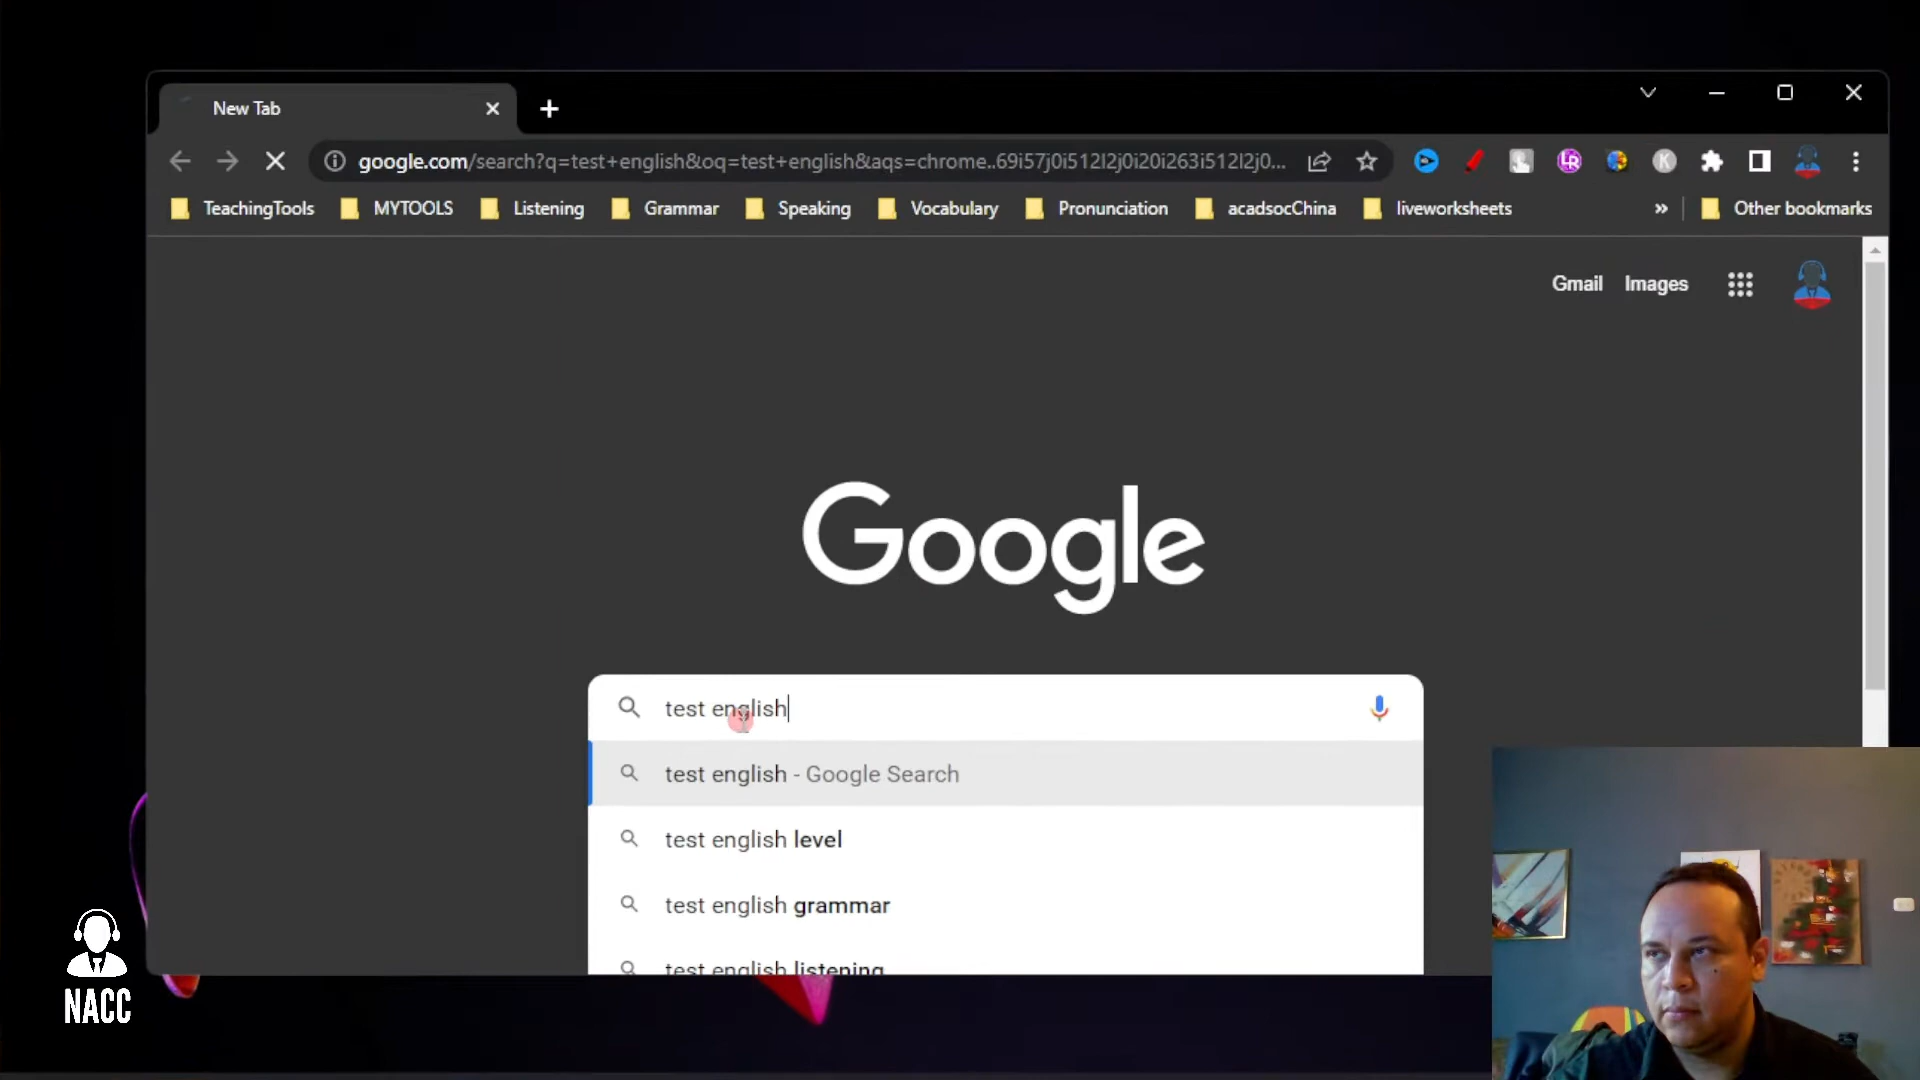 New Tab
google.com/search?q=test+english&oq=test+english&aqs=chrome..69i57j0i512l2j0i20i263i512l2j0...
TeachingTools MYTOOLS Listening Grammar Speaking Vocabulary Pronunciation acadsocChina liveworksheets » Other bookmarks
Gmail Images
Google
test english
test english - Google Search
test english level
test english grammar
test english listening
NACC